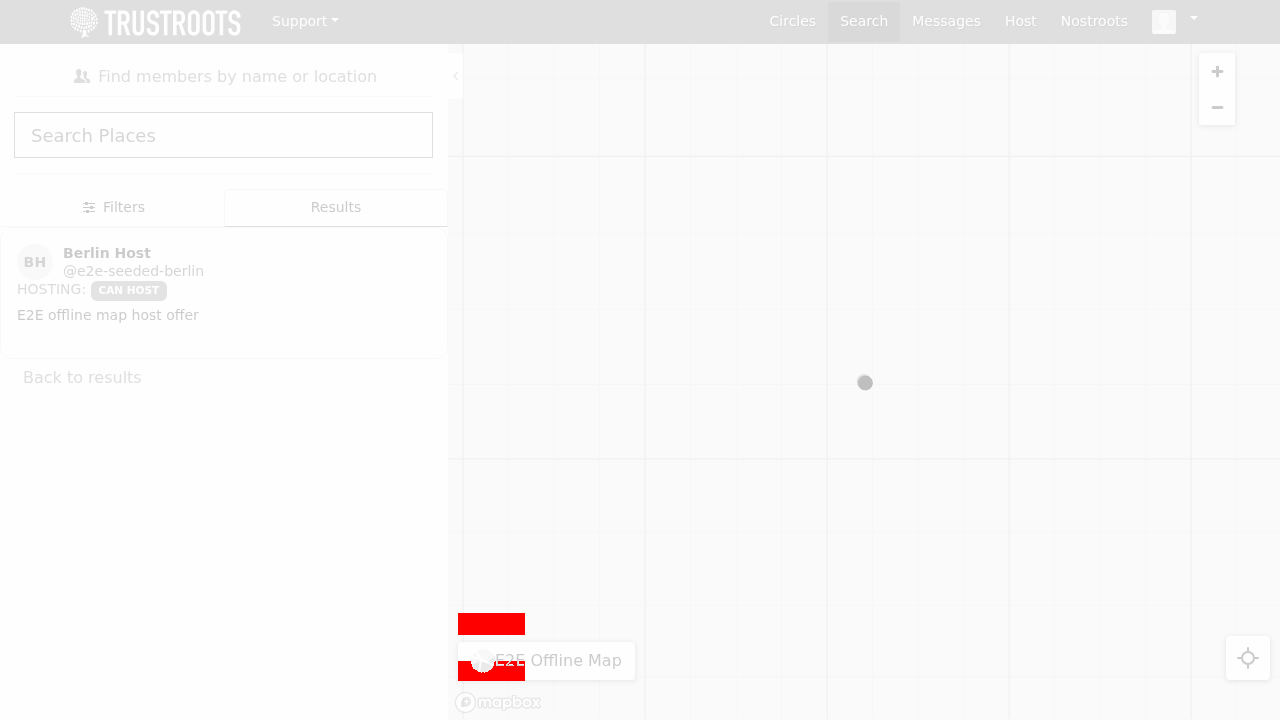 TRUSTROOTS
Support
Circles
Search
Messages
Host
Nostroots
Find members by name or location
Search Places
Filters
Results
BH
Berlin Host
@e2e-seeded-berlin
HOSTING: CAN HOST
E2E offline map host offer
Back to results
E2E Offline Map
mapbox